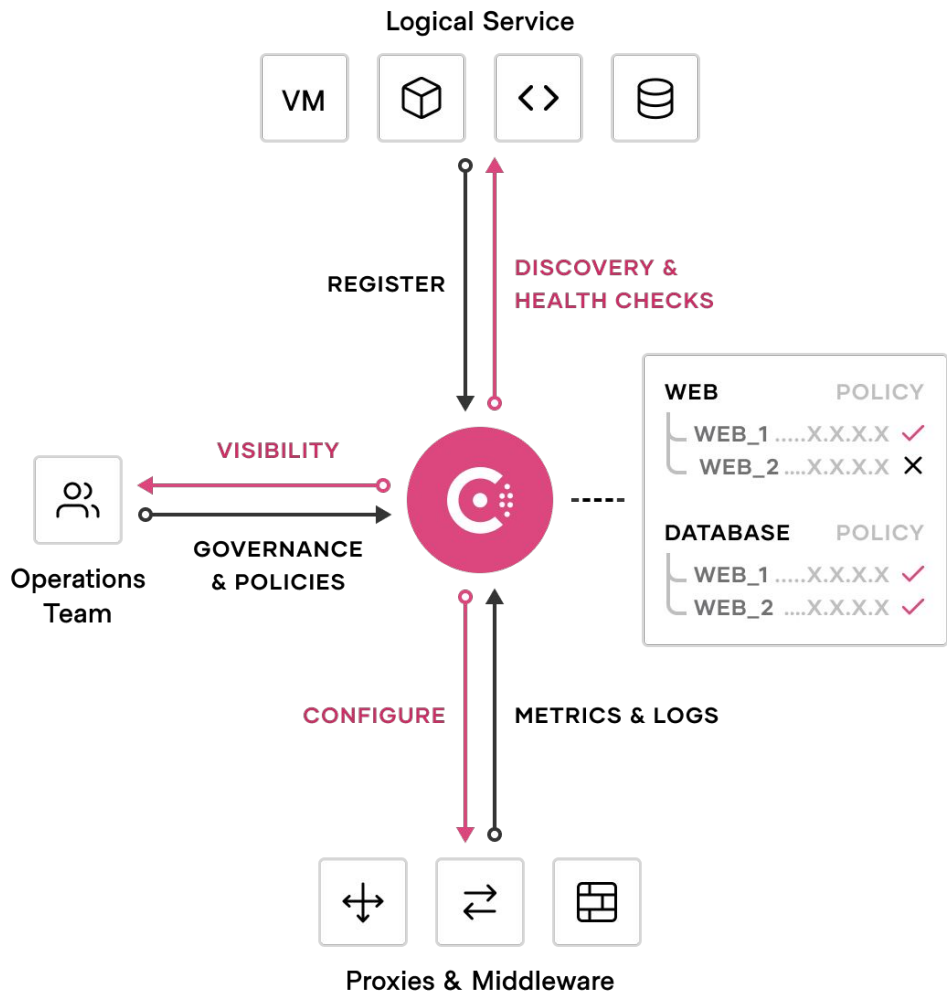 Logical Service
VM
REGISTER
DISCOVERY &
HEALTH CHECKS
WEB POLICY
WEB_1 .....X.X.X.X
WEB_2 ....X.X.X.X
DATABASE POLICY
WEB_1 .....X.X.X.X
WEB_2 ....X.X.X.X
VISIBILITY
GOVERNANCE
& POLICIES
Operations
Team
CONFIGURE
METRICS & LOGS
Proxies & Middleware